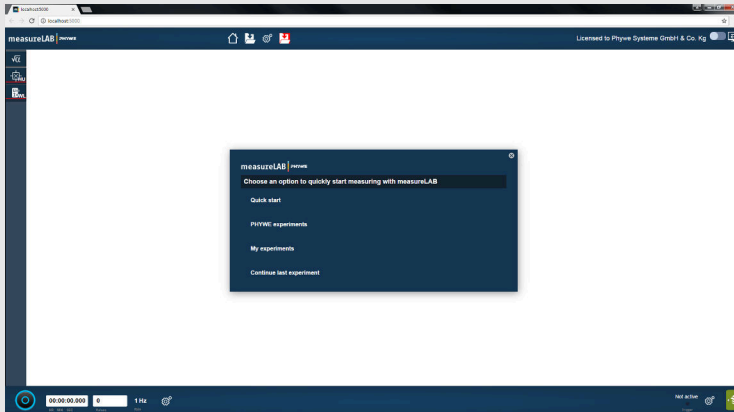 localhost:5000
localhost:5000
measureLAB PHYWE
Licensed to Phywe Systeme GmbH & Co. Kg
measureLAB PHYWE
Choose an option to quickly start measuring with measureLAB
Quick start
PHYWE experiments
My experiments
Continue last experiment
00:00:00.000
0
1 Hz
Not active